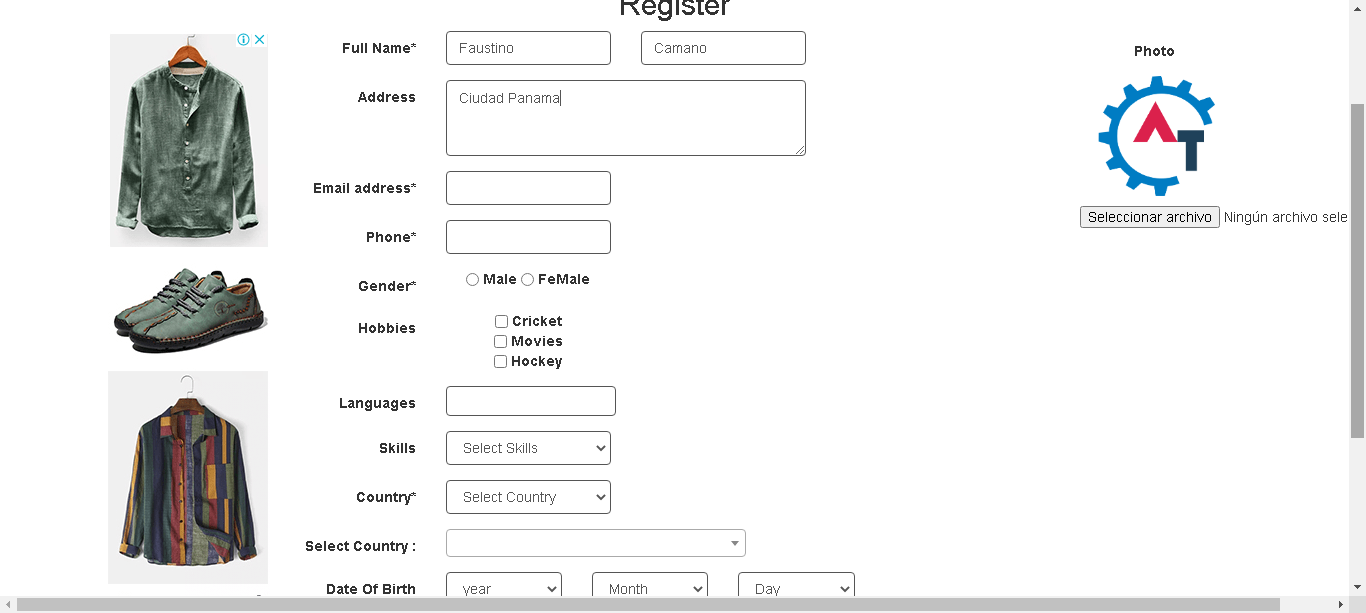 Register
Full Name*
Faustino
Camano
Photo
Address
Ciudad Panama
AT
Seleccionar archivo
Ningún archivo sele
Email address*
Phone*
Gender*
Male
FeMale
Hobbies
Cricket
Movies
Hockey
Languages
Skills
Select Skills
Country*
Select Country
Select Country :
Date Of Birth
year
Month
Day